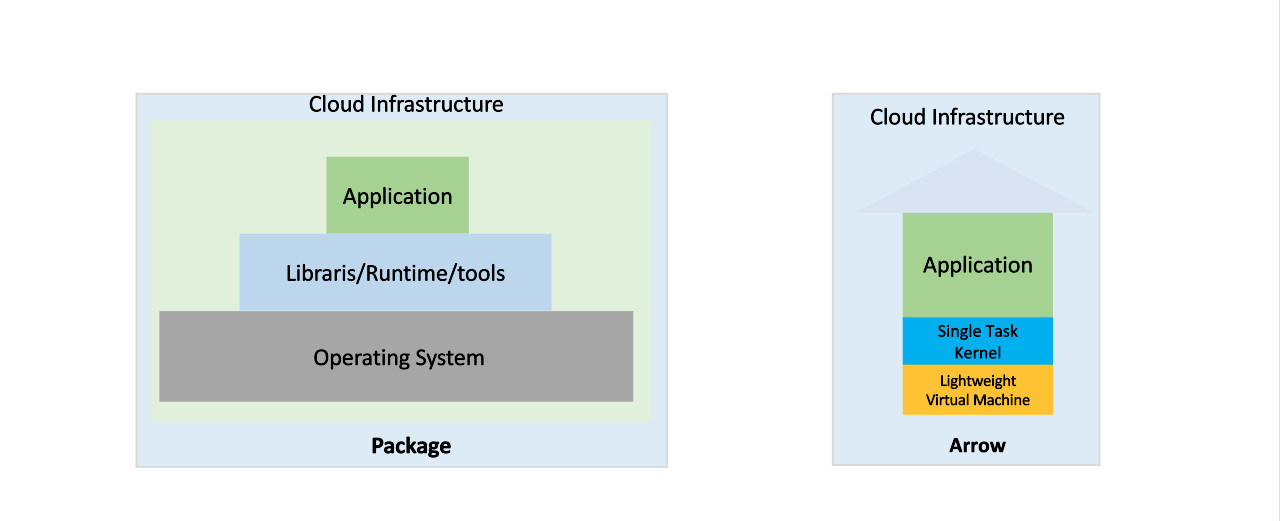 Cloud Infrastructure
Application
Libraris/Runtime/tools
Operating System
Package
Cloud Infrastructure
Application
Single Task
Kernel
Lightweight
Virtual Machine
Arrow